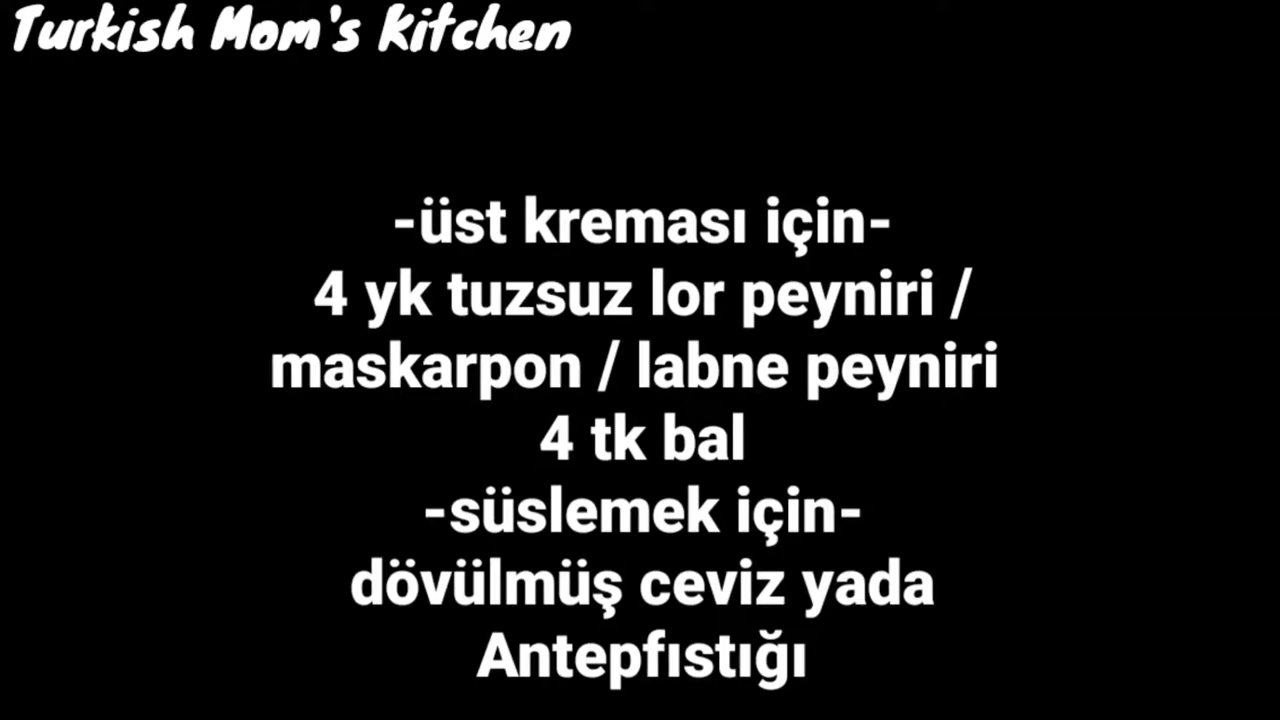 Turkish Mom's Kitchen
-üst kreması için-
4 yk tuzsuz lor peyniri /
maskarpon / labne peyniri
4 tk bal
-süslemek için-
dövülmüş ceviz yada
Antepfıstığı